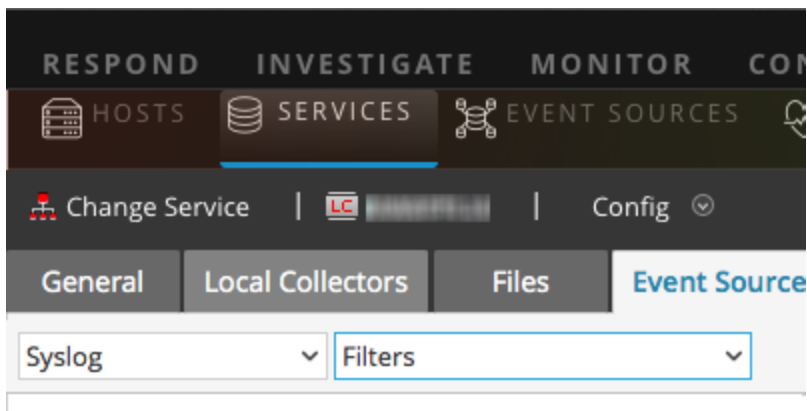 RESPOND INVESTIGATE MONITOR
HOSTS SERVICES EVENT SOURCES
Change Service | LC | Config
General Local Collectors Files Event Source
Syslog Filters